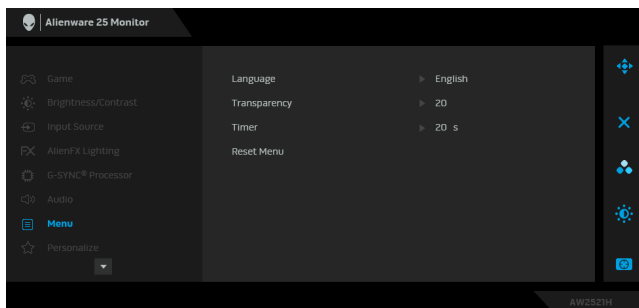 Alienware 25 Monitor
Game
Brightness/Contrast
Input Source
FX AlienFX Lighting
G-SYNC® Processor
Audio
Menu
Personalize
Language English
Transparency 20
Timer 20 s
Reset Menu
AW2521H